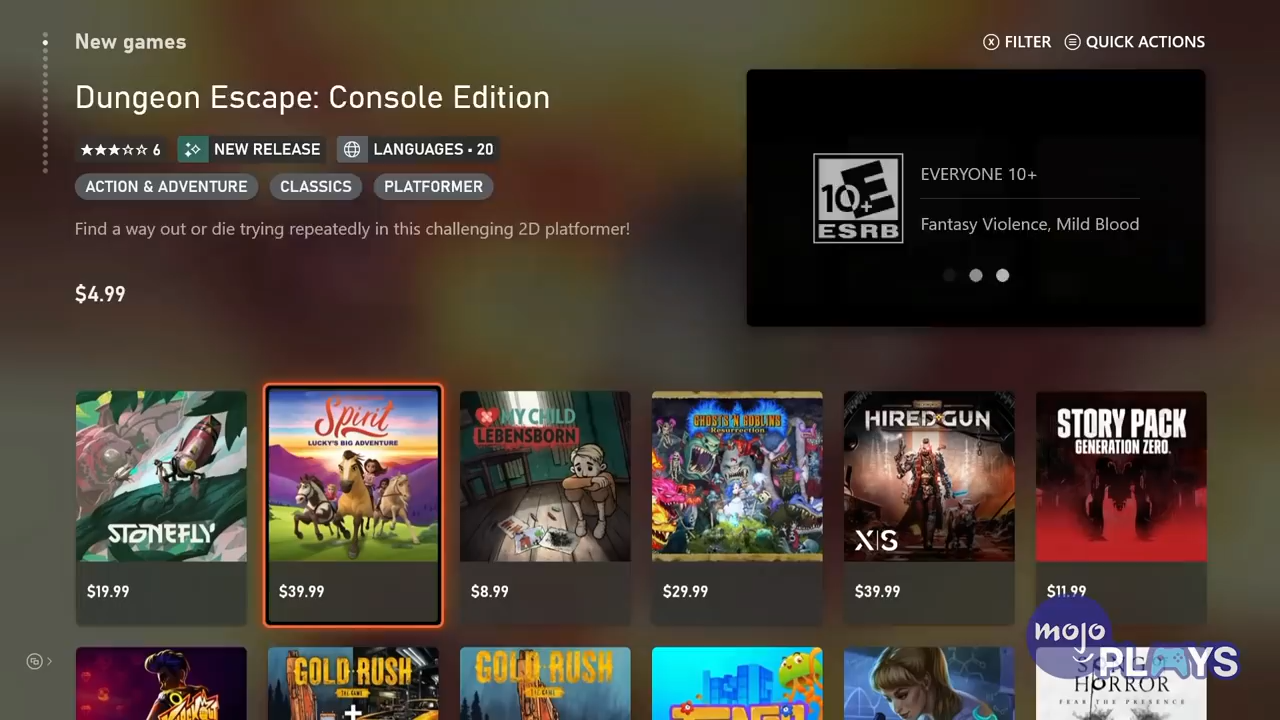 New games
FILTER
QUICK ACTIONS
Dungeon Escape: Console Edition
6
NEW RELEASE
LANGUAGES • 20
ACTION & ADVENTURE
CLASSICS
PLATFORMER
Find a way out or die trying repeatedly in this challenging 2D platformer!
$4.99
10+ E
ESRB
EVERYONE 10+
Fantasy Violence, Mild Blood
STONEFLY
$19.99
Spirit
LUCKY'S BIG ADVENTURE
$39.99
MY CHILD
LEBENSBORN
$8.99
GHOSTS 'N GOBLINS
Resurrection
$29.99
HIRED GUN
X|S
$39.99
STORY PACK
GENERATION ZERO
$11.99
GOLD RUSH
THE GAME
+
GOLD RUSH
THE GAME
HORROR
FEAR THE PRESENCE
mojo
PLAYS